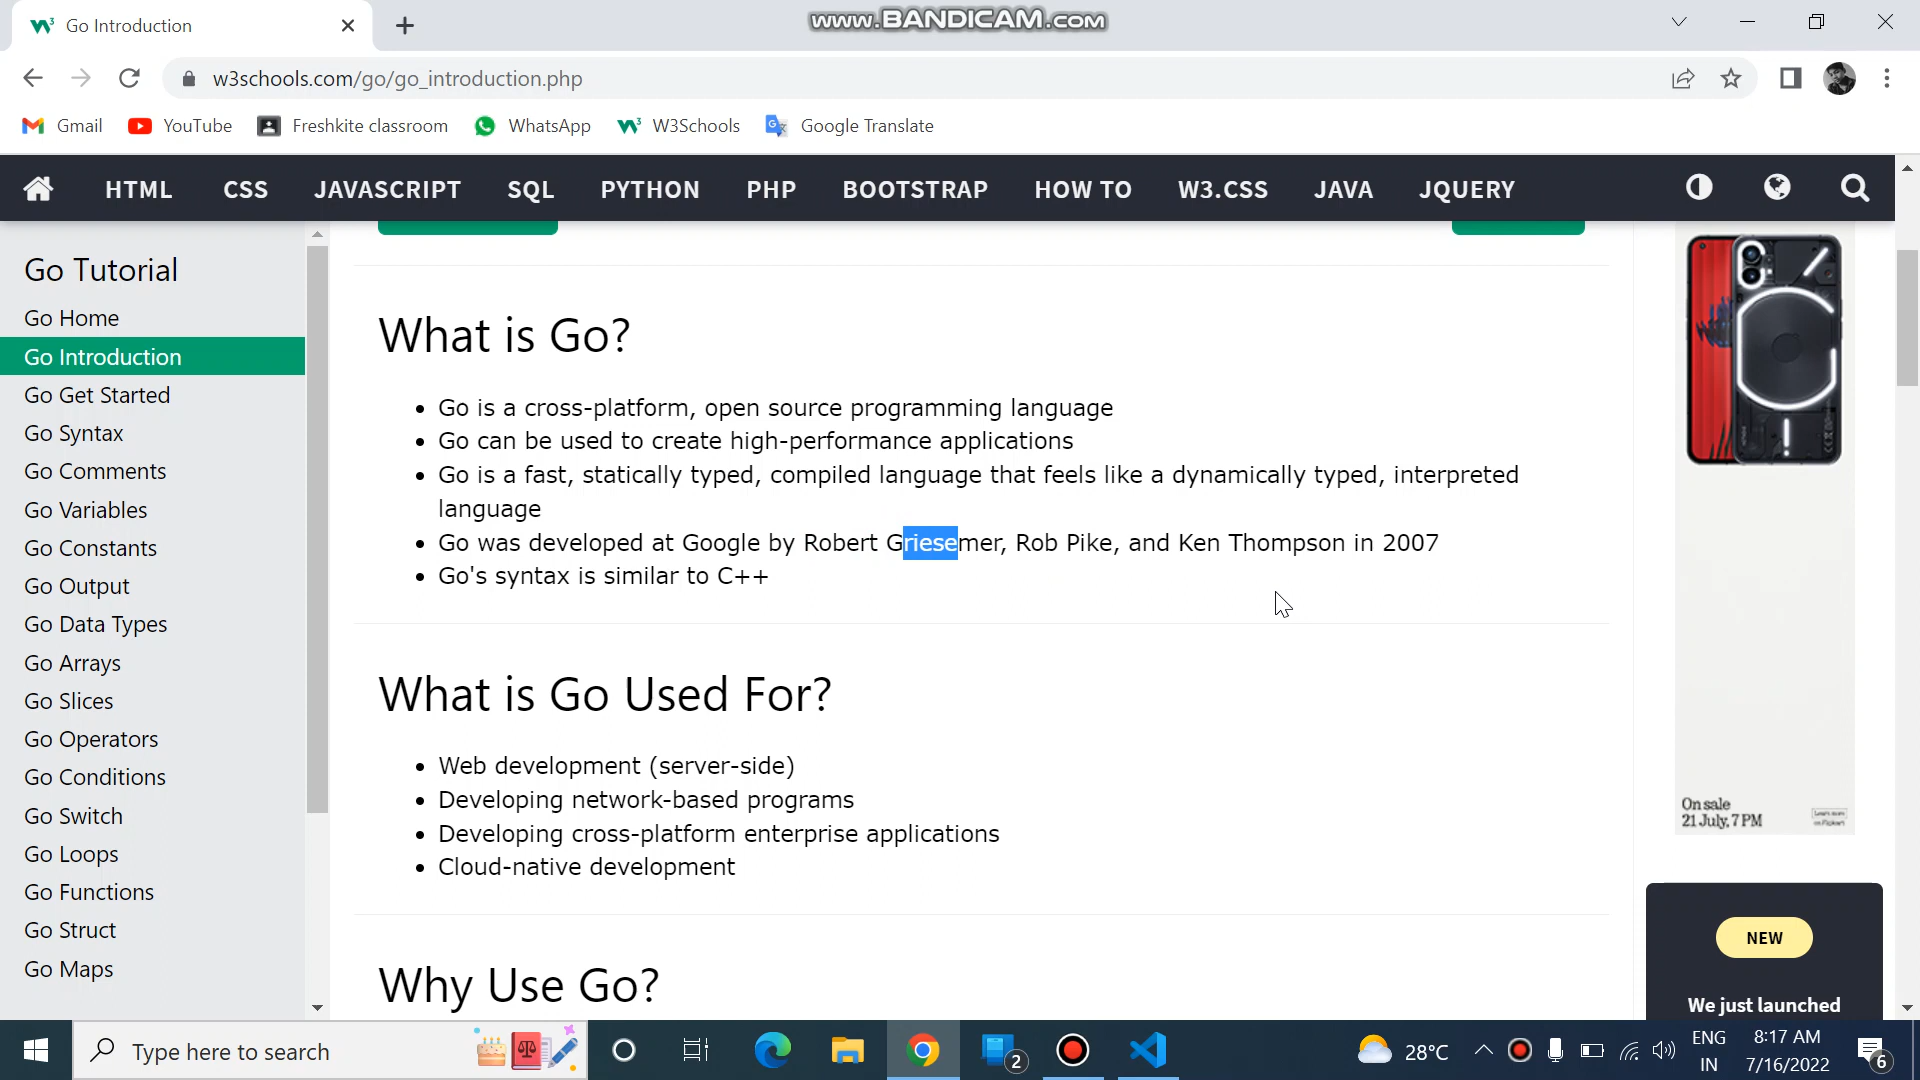 Go Introduction
www.BANDICAM.com
w3schools.com/go/go_introduction.php
Gmail
YouTube
Freshkite classroom
WhatsApp
W3Schools
Google Translate
HTML
CSS
JAVASCRIPT
SQL
PYTHON
PHP
BOOTSTRAP
HOW TO
W3.CSS
JAVA
JQUERY
Go Tutorial
Go Home
Go Introduction
Go Get Started
Go Syntax
Go Comments
Go Variables
Go Constants
Go Output
Go Data Types
Go Arrays
Go Slices
Go Operators
Go Conditions
Go Switch
Go Loops
Go Functions
Go Struct
Go Maps
What is Go?
Go is a cross-platform, open source programming language
Go can be used to create high-performance applications
Go is a fast, statically typed, compiled language that feels like a dynamically typed, interpreted
language
Go was developed at Google by Robert Griesemer, Rob Pike, and Ken Thompson in 2007
Go's syntax is similar to C++
What is Go Used For?
Web development (server-side)
Developing network-based programs
Developing cross-platform enterprise applications
Cloud-native development
Why Use Go?
On sale
21 July, 7 PM
NEW
We just launched
Type here to search
2
28°C
ENG
IN
8:17 AM
7/16/2022
6